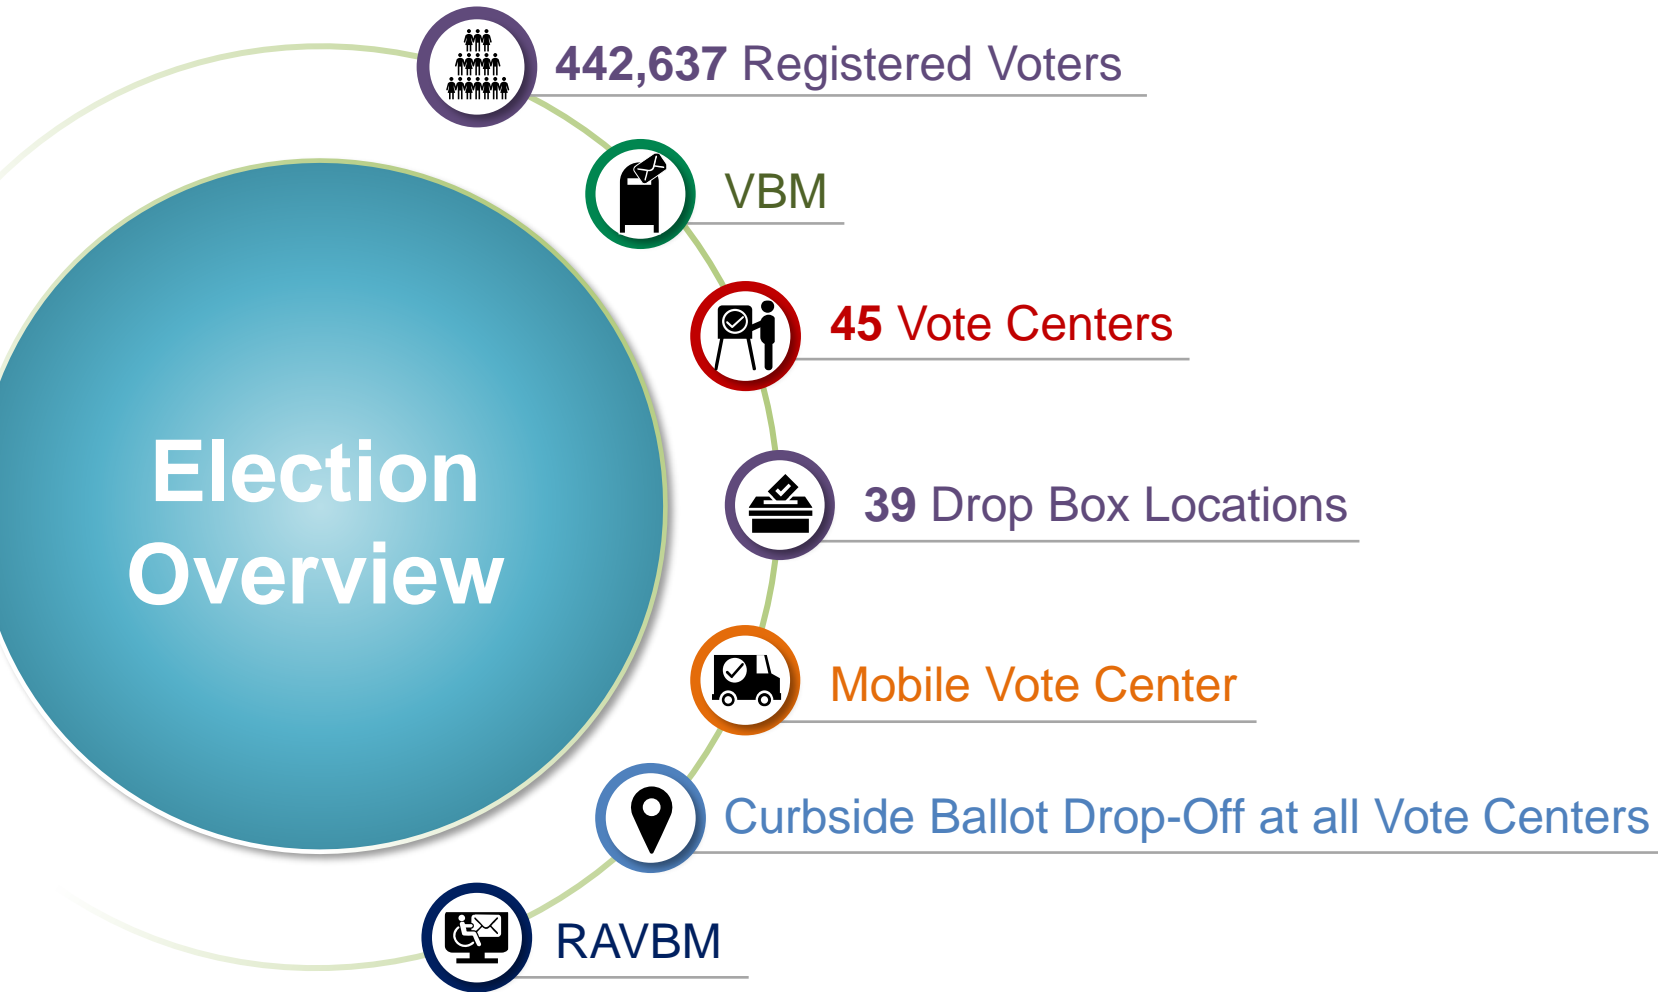 442,637 Registered Voters
VBM
45 Vote Centers
39 Drop Box Locations
Election
Overview
Mobile Vote Center
Curbside Ballot Drop-Off at all Vote Centers
RAVBM